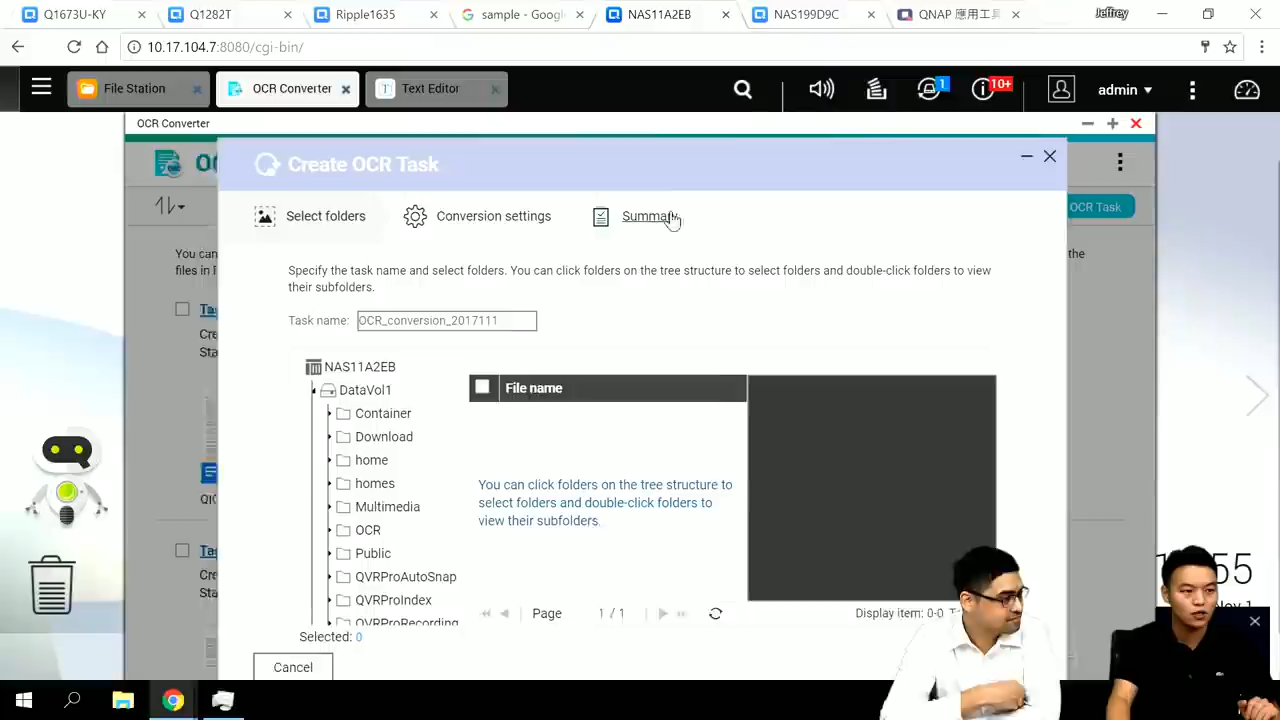 Q1673U-KY
Q1282T
Ripple1635
sample - Googl
NAS11A2EB
NAS199D9C
QNAP 應用工具
Jeffrey
10.17.104.7:8080/cgi-bin/
File Station
OCR Converter
Text Editor
1
10+
admin
OCR Converter
Create OCR Task
OCR Task
Select folders
Conversion settings
Summary
You can
the
files in
Specify the task name and select folders. You can click folders on the tree structure to select folders and double-click folders to view
their subfolders.
Task name: OCR_conversion_2017111
NAS11A2EB
DataVol1
File name
Container
Download
home
homes
Multimedia
OCR
Public
QVRProAutoSnap
QVRProIndex
QVRProRecording
You can click folders on the tree structure to
select folders and double-click folders to
view their subfolders.
Page 1 / 1
Display item: 0-0
Selected: 0
Cancel